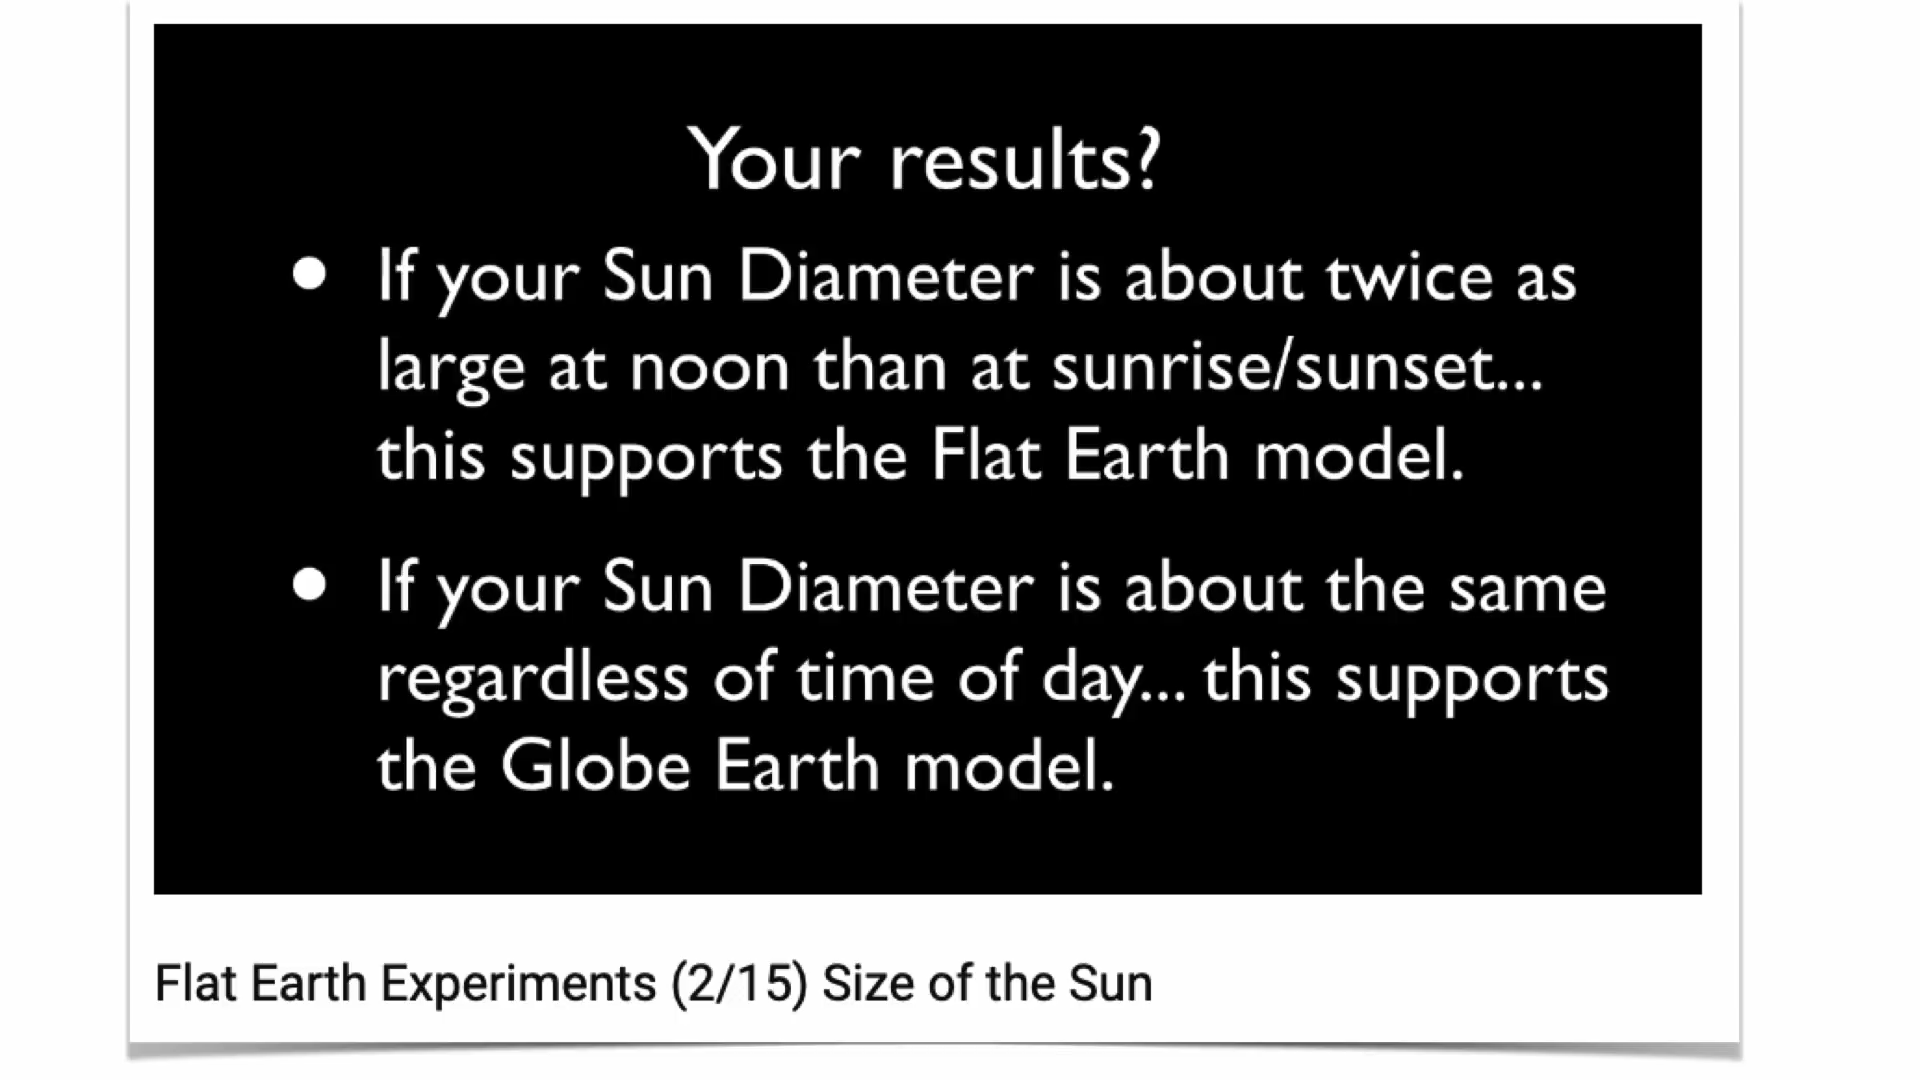 Your results?
• If your Sun Diameter is about twice as
large at noon than at sunrise/sunset...
this supports the Flat Earth model.
• If your Sun Diameter is about the same
regardless of time of day... this supports
the Globe Earth model.
Flat Earth Experiments (2/15) Size of the Sun